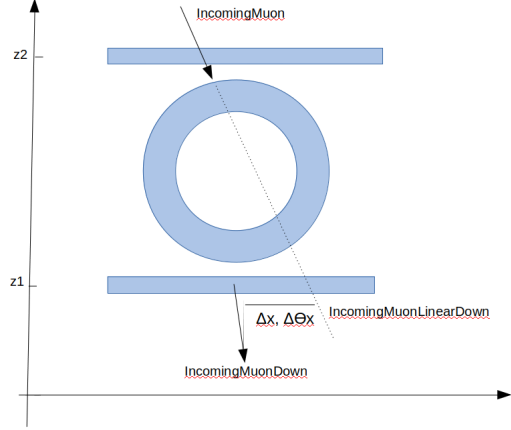 IncomingMuon
z2
z1
Δx, Δϴx
IncomingMuonLinearDown
IncomingMuonDown